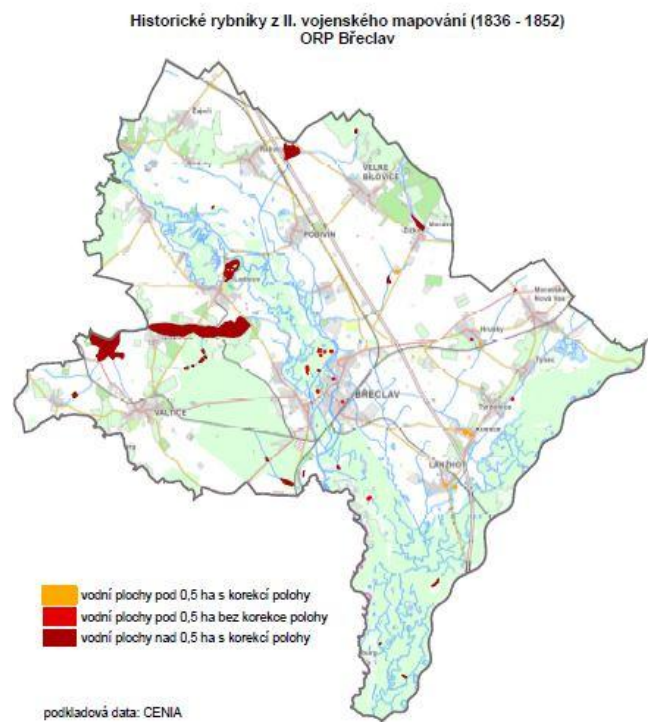 Historické rybníky z II. vojenského mapování (1836 - 1852)
ORP Břeclav
VELKÉ
BÍLOVICE
PODIVÍN
Moravská
Nová Ves
Hrušky
Týnec
BŘECLAV
VALTICE
LANŽHOT
vodní plochy pod 0,5 ha s korekcí polohy
vodní plochy pod 0,5 ha bez korekce polohy
vodní plochy nad 0,5 ha s korekcí polohy
podkladová data: CENIA